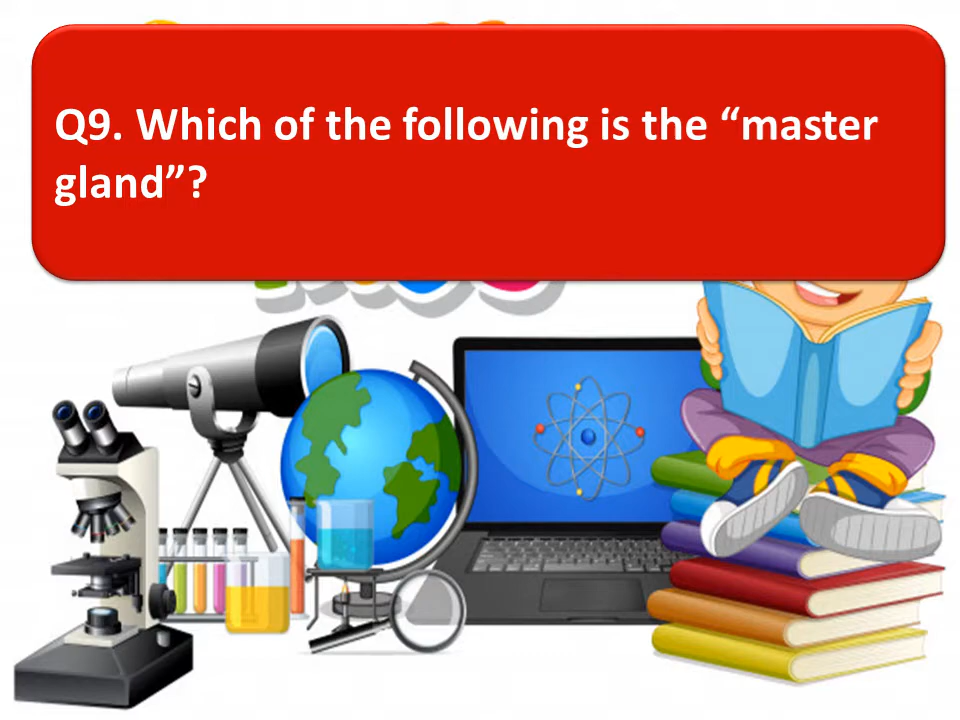 Q9. Which of the following is the “master
gland”?